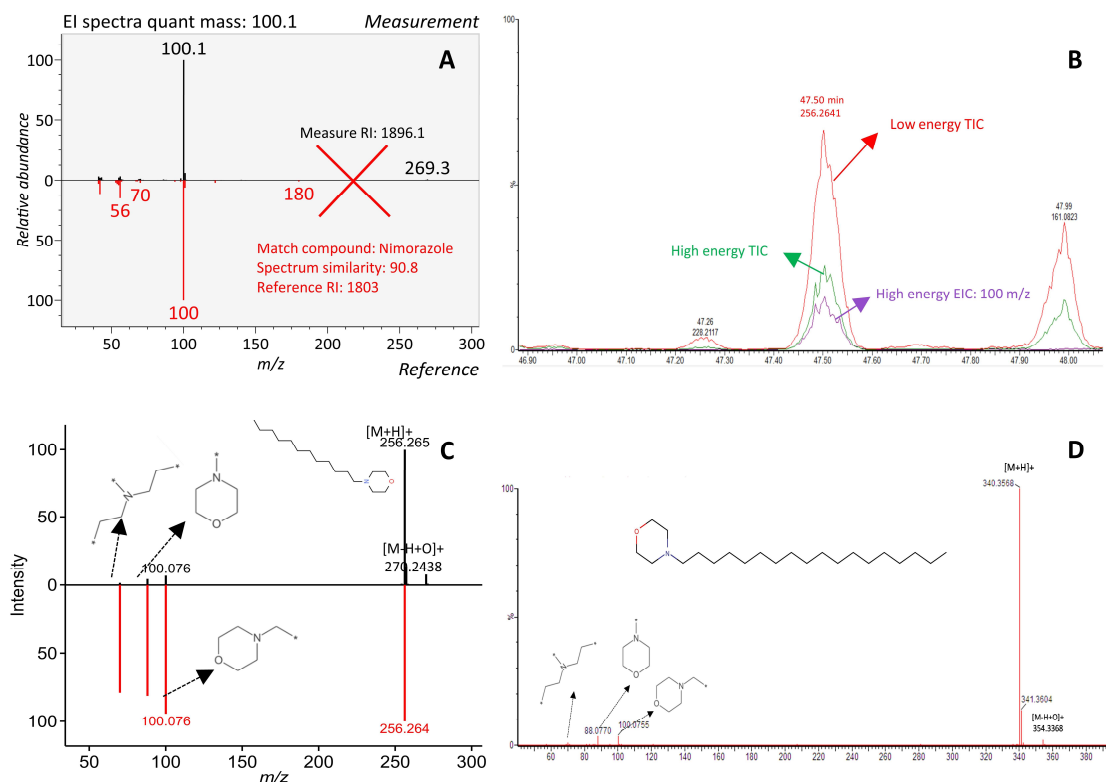 EI spectra quant mass: 100.1
Measurement
A
100.1
Measure RI: 1896.1
269.3
70
56
180
Match compound: Nimorazole
Spectrum similarity: 90.8
Reference RI: 1803
100
Relative abundance
100
50
0
50
100
50
100
150
200
250
300
m/z
Reference
B
100
%
0
47.50 min
256.2641
Low energy TIC
47.99
161.0823
High energy TIC
High energy EIC: 100 m/z
47.26
228.2117
46.90
47.00
47.10
47.20
47.30
47.40
47.50
47.60
47.70
47.80
47.90
48.00
C
[M+H]+
256.265
N
O
N
N
O
[M-H+O]+
270.2438
100.076
N
O
100.076
256.264
Intensity
100
50
0
50
100
50
100
150
200
250
300
m/z
D
[M+H]+
340.3568
O
N
N
N
O
N
O
88.0770
100.0755
341.3604
[M-H+O]+
354.3368
100
%
0
60
80
100
120
140
160
180
200
220
240
260
280
300
320
340
360
380